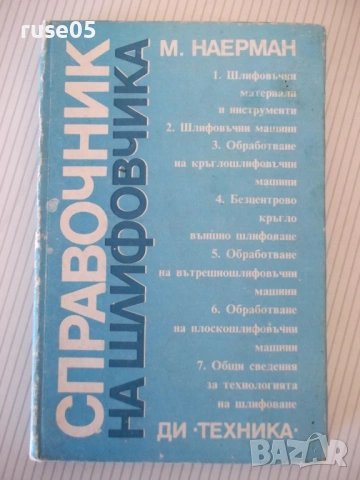 ruse05
М. НАЕРМАН
СПРАВОЧНИК
НА ШЛИФОВЧИКА
1. Шлифовъчни
материали
и инструменти
2. Шлифовъчни машини
3. Обработване
на кръглошлифовъчни
машини
4. Безцентрово
кръгло
външно шлифоване
5. Обработване
на вътрешношлифовъчни
машини
6. Обработване
на плоскошлифовъчни
машини
7. Общи сведения
за технологията
на шлифоване
ДИ · ТЕХНИКА ·
BAZAR